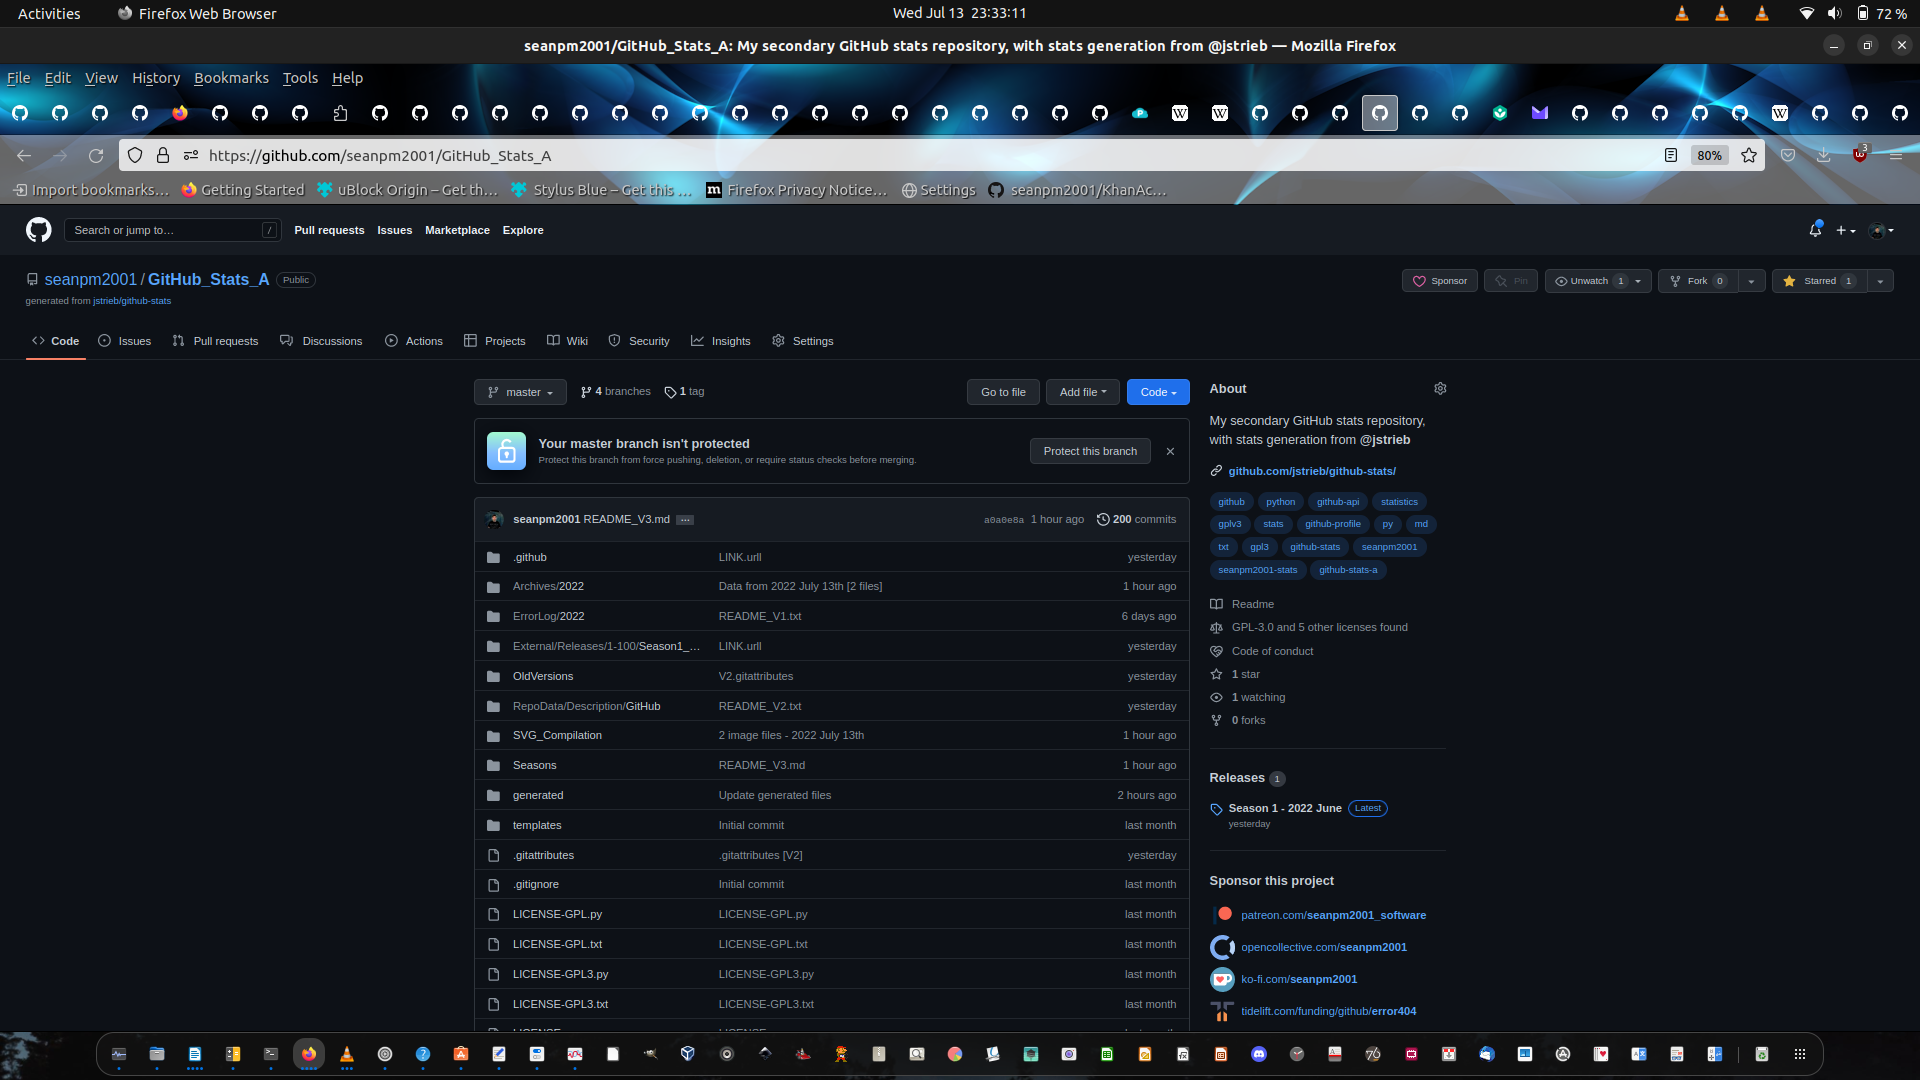 Activities Firefox Web Browser Wed Jul 13 23:33:11 72 %
seanpm2001/GitHub_Stats_A: My secondary GitHub stats repository, with stats generation from @jstrieb — Mozilla Firefox
File Edit View History Bookmarks Tools Help
https://github.com/seanpm2001/GitHub_Stats_A 80% 3
Import bookmarks… Getting Started uBlock Origin – Get th… Stylus Blue – Get this … Firefox Privacy Notice… Settings seanpm2001/KhanAc…
Search or jump to… / Pull requests Issues Marketplace Explore
seanpm2001 / GitHub_Stats_A Public Sponsor Pin Unwatch 1 Fork 0 Starred 1
generated from jstrieb/github-stats
Code Issues Pull requests Discussions Actions Projects Wiki Security Insights Settings
master 4 branches 1 tag Go to file Add file Code
Your master branch isn't protected
Protect this branch from force pushing, deletion, or require status checks before merging.
Protect this branch
seanpm2001 README_V3.md ... a0a0e8a 1 hour ago 200 commits
.github LINK.urll yesterday
Archives/2022 Data from 2022 July 13th [2 files] 1 hour ago
ErrorLog/2022 README_V1.txt 6 days ago
External/Releases/1-100/Season1_… LINK.urll yesterday
OldVersions V2.gitattributes yesterday
RepoData/Description/GitHub README_V2.txt yesterday
SVG_Compilation 2 image files - 2022 July 13th 1 hour ago
Seasons README_V3.md 1 hour ago
generated Update generated files 2 hours ago
templates Initial commit last month
.gitattributes .gitattributes [V2] yesterday
.gitignore Initial commit last month
LICENSE-GPL.py LICENSE-GPL.py last month
LICENSE-GPL.txt LICENSE-GPL.txt last month
LICENSE-GPL3.py LICENSE-GPL3.py last month
LICENSE-GPL3.txt LICENSE-GPL3.txt last month
About
My secondary GitHub stats repository,
with stats generation from @jstrieb
github.com/jstrieb/github-stats/
github python github-api statistics
gplv3 stats github-profile py md
txt gpl3 github-stats seanpm2001
seanpm2001-stats github-stats-a
Readme
GPL-3.0 and 5 other licenses found
Code of conduct
1 star
1 watching
0 forks
Releases 1
Season 1 - 2022 June Latest
yesterday
Sponsor this project
patreon.com/seanpm2001_software
opencollective.com/seanpm2001
ko-fi.com/seanpm2001
tidelift.com/funding/github/error404